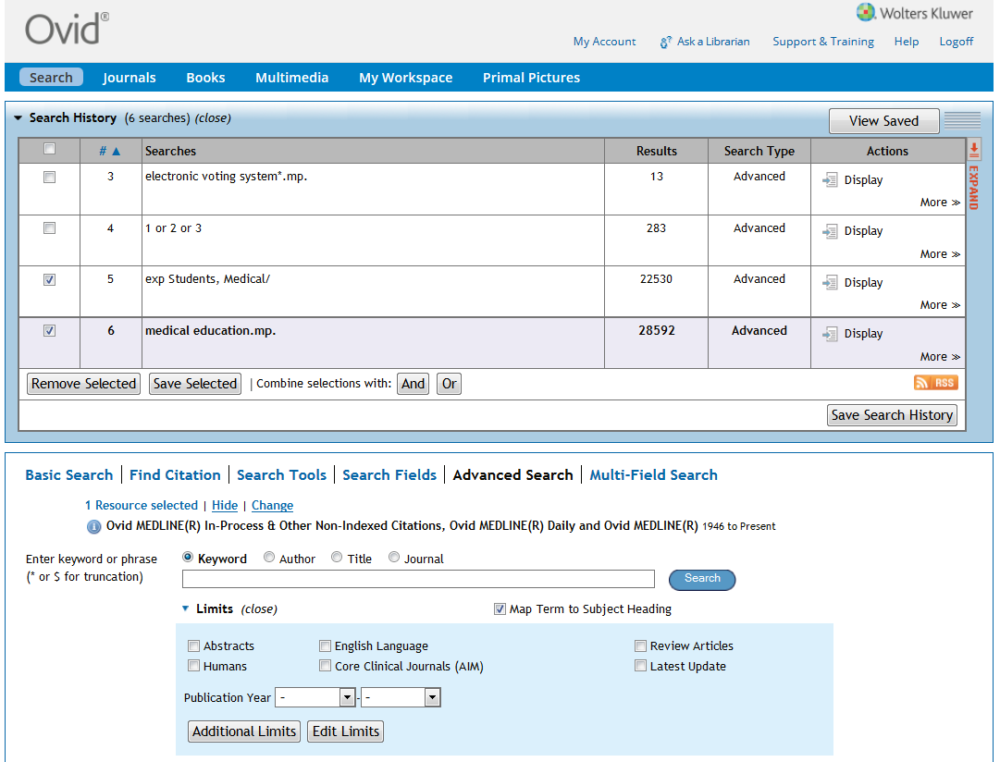 Ovid®
Wolters Kluwer
My Account Ask a Librarian Support & Training Help Logoff
Search Journals Books Multimedia My Workspace Primal Pictures
Search History (6 searches) (close)
View Saved
# ▲ Searches Results Search Type Actions
3 electronic voting system*.mp. 13 Advanced Display
More ≫
4 1 or 2 or 3 283 Advanced Display
More ≫
5 exp Students, Medical/ 22530 Advanced Display
More ≫
6 medical education.mp. 28592 Advanced Display
More ≫
EXPAND
Remove Selected Save Selected | Combine selections with: And Or RSS
Save Search History
Basic Search | Find Citation | Search Tools | Search Fields | Advanced Search | Multi-Field Search
1 Resource selected | Hide | Change
i Ovid MEDLINE(R) In-Process & Other Non-Indexed Citations, Ovid MEDLINE(R) Daily and Ovid MEDLINE(R) 1946 to Present
Enter keyword or phrase
(* or $ for truncation)
Keyword Author Title Journal
Search
Limits (close) Map Term to Subject Heading
Abstracts English Language Review Articles
Humans Core Clinical Journals (AIM) Latest Update
Publication Year - - -
Additional Limits Edit Limits